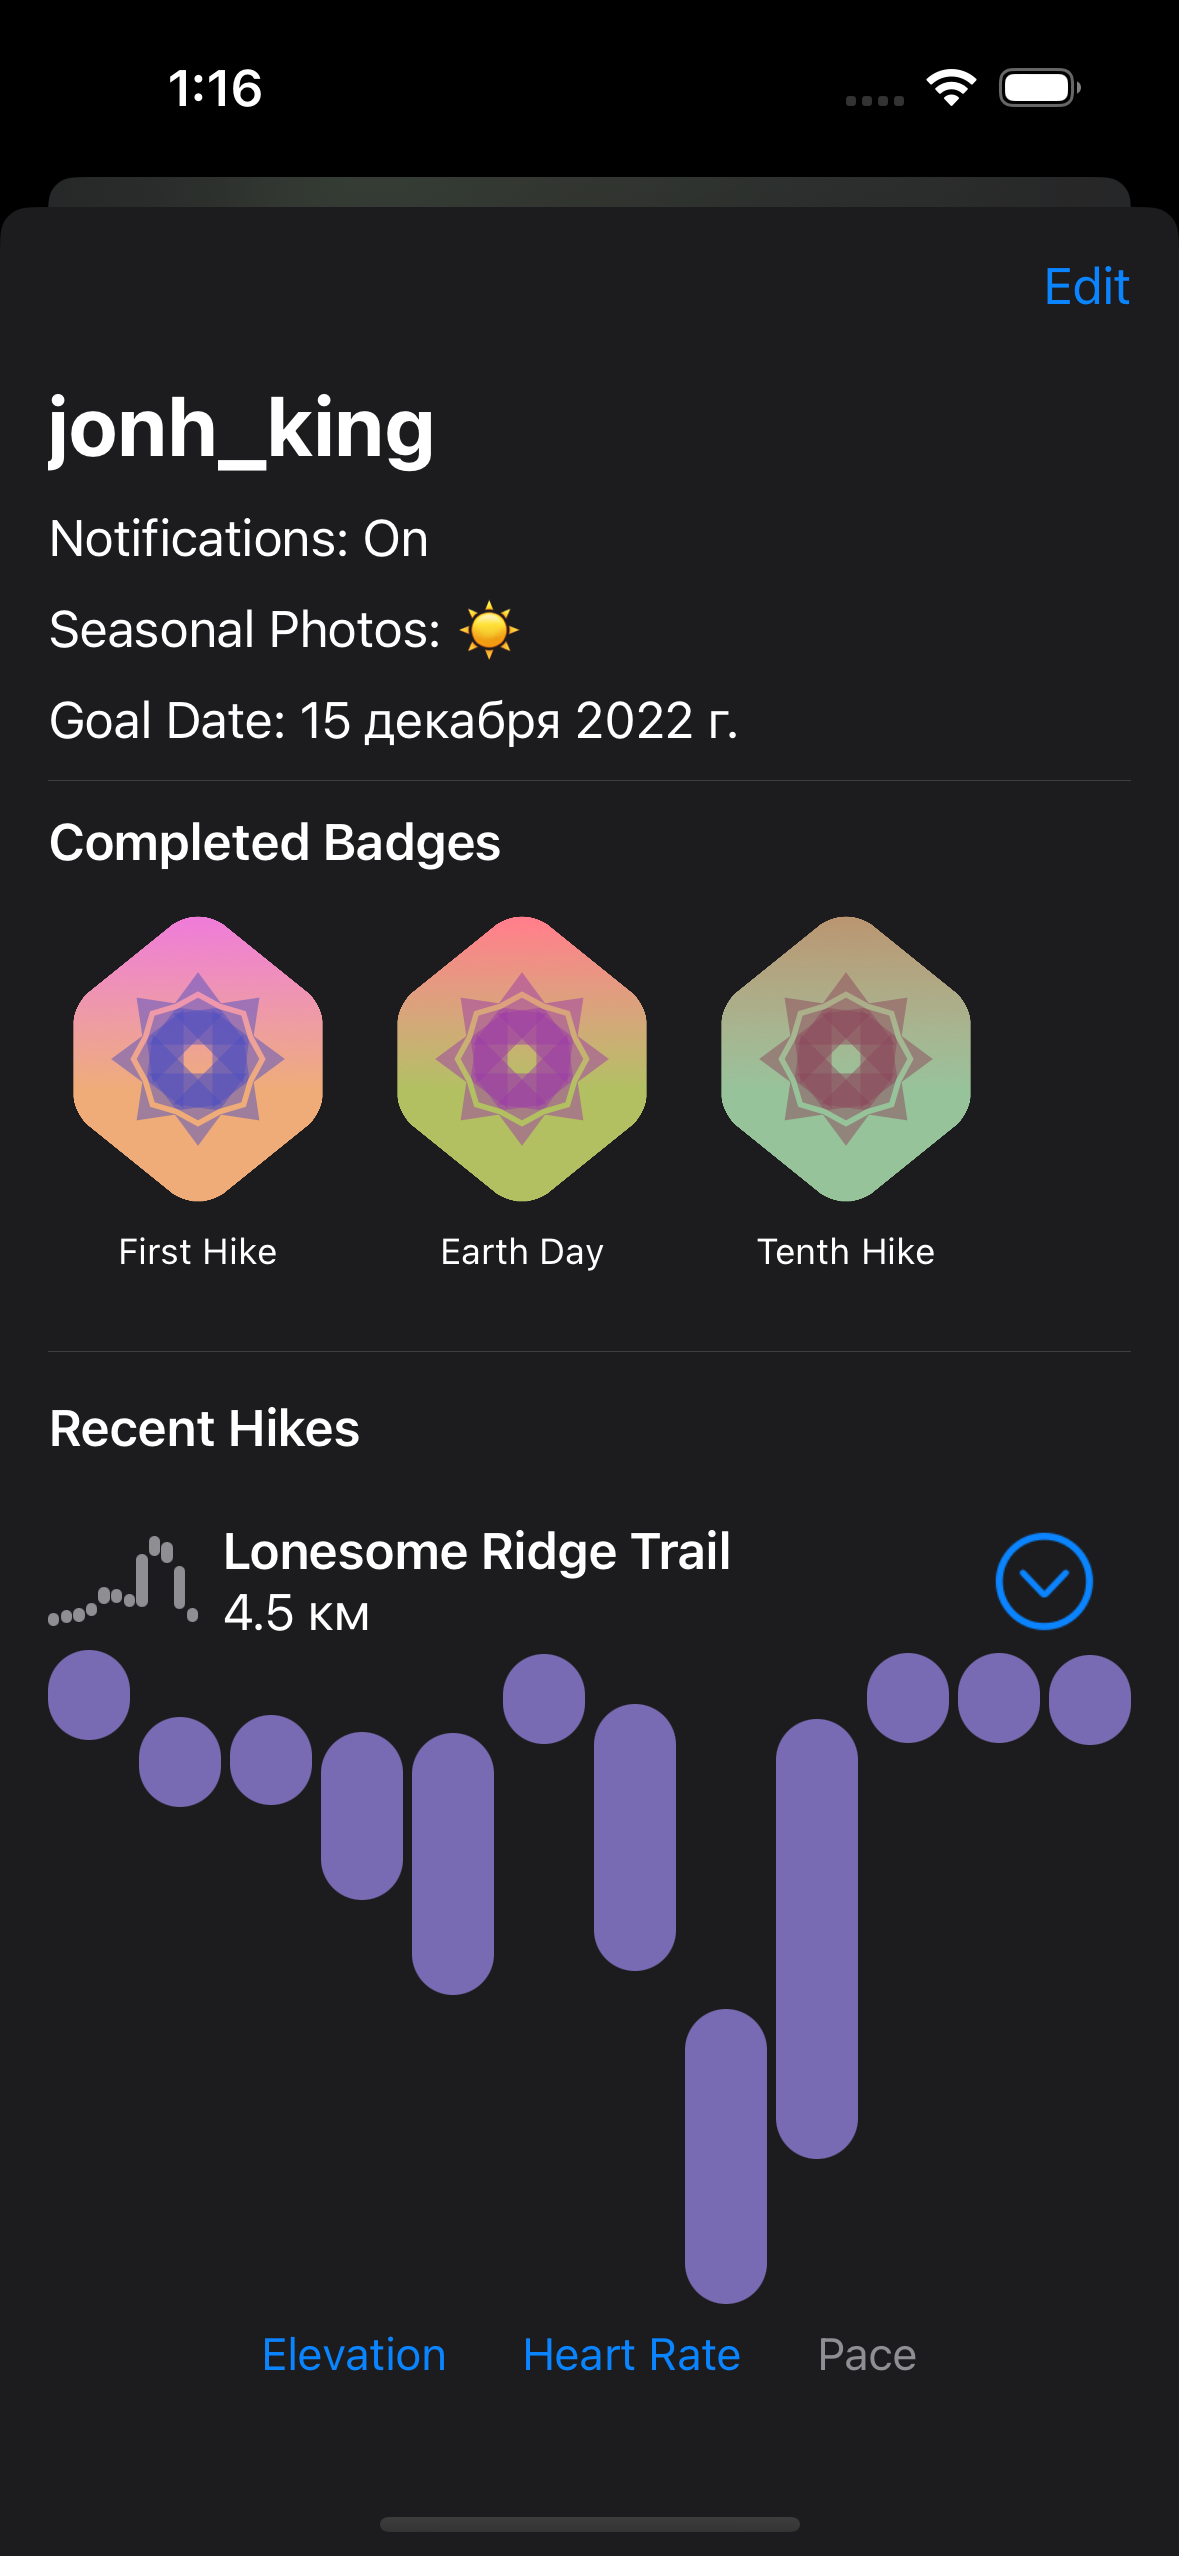 1:16
Edit
jonh_king
Notifications: On
Seasonal Photos: ☀️
Goal Date: 15 декабря 2022 г.
Completed Badges
First Hike
Earth Day
Tenth Hike
Recent Hikes
Lonesome Ridge Trail
4.5 км
Elevation
Heart Rate
Pace